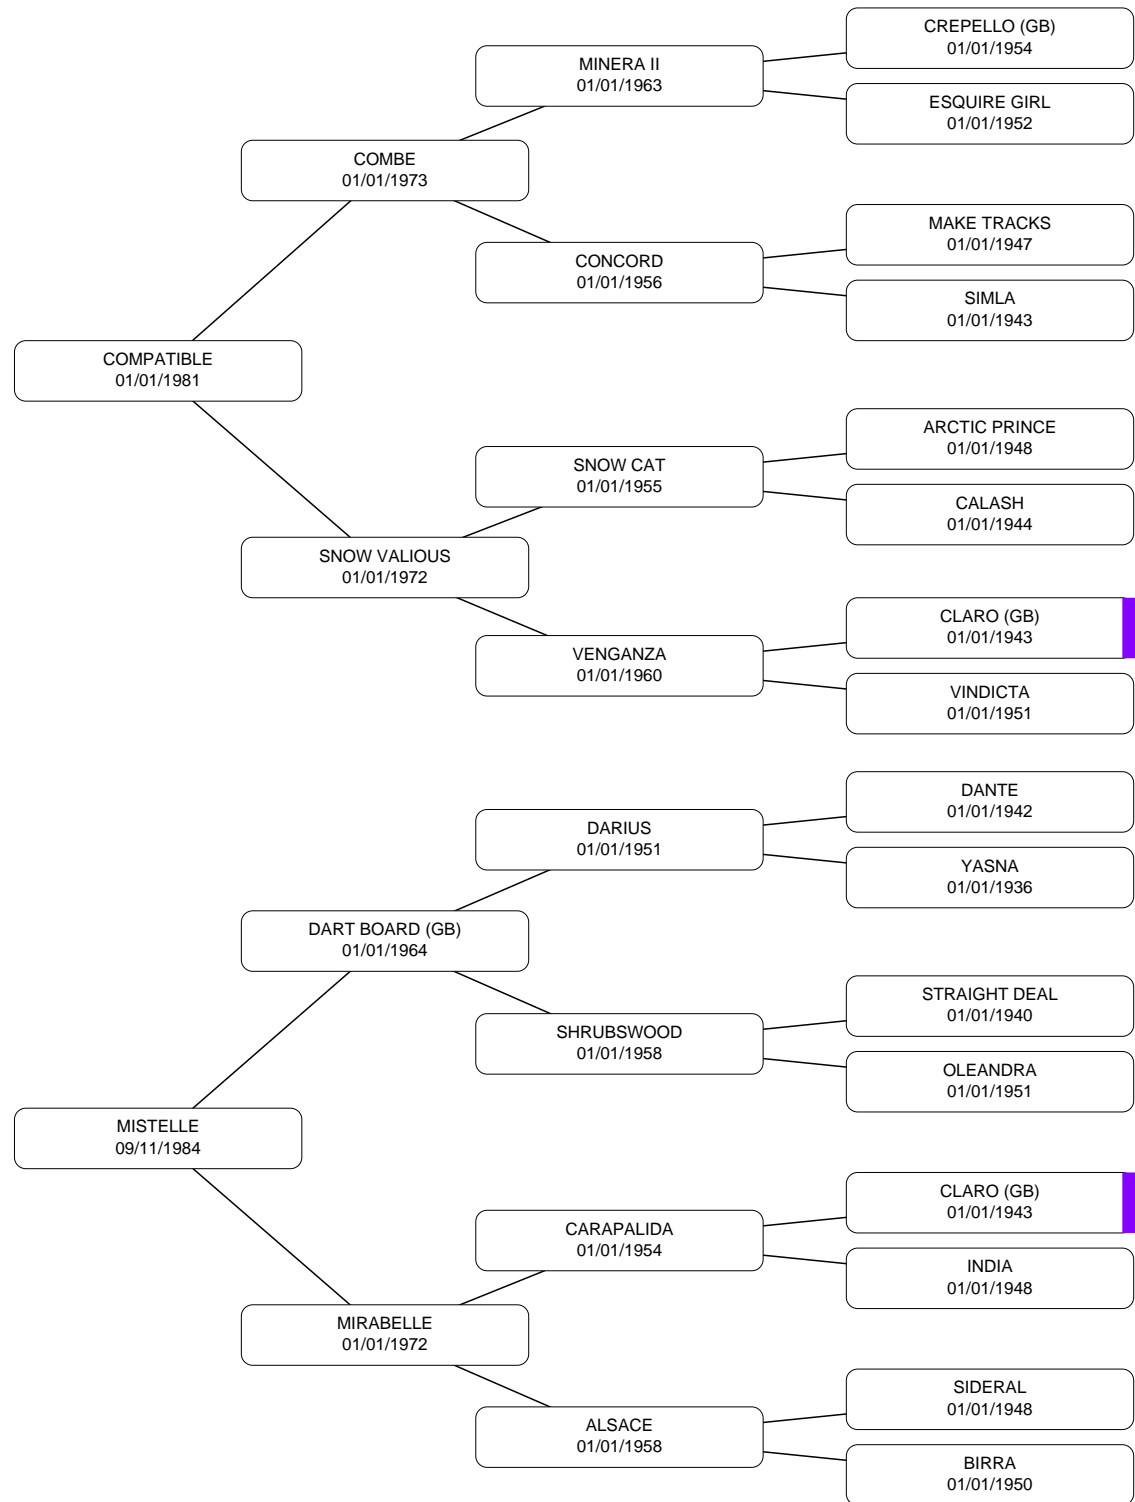 CREPELLO (GB)
01/01/1954
MINERA II
01/01/1963
ESQUIRE GIRL
01/01/1952
COMBE
01/01/1973
MAKE TRACKS
01/01/1947
CONCORD
01/01/1956
SIMLA
01/01/1943
COMPATIBLE
01/01/1981
ARCTIC PRINCE
01/01/1948
SNOW CAT
01/01/1955
CALASH
01/01/1944
SNOW VALIOUS
01/01/1972
CLARO (GB)
01/01/1943
VENGANZA
01/01/1960
VINDICTA
01/01/1951
DANTE
01/01/1942
DARIUS
01/01/1951
YASNA
01/01/1936
DART BOARD (GB)
01/01/1964
STRAIGHT DEAL
01/01/1940
SHRUBSWOOD
01/01/1958
OLEANDRA
01/01/1951
MISTELLE
09/11/1984
CLARO (GB)
01/01/1943
CARAPALIDA
01/01/1954
INDIA
01/01/1948
MIRABELLE
01/01/1972
SIDERAL
01/01/1948
ALSACE
01/01/1958
BIRRA
01/01/1950